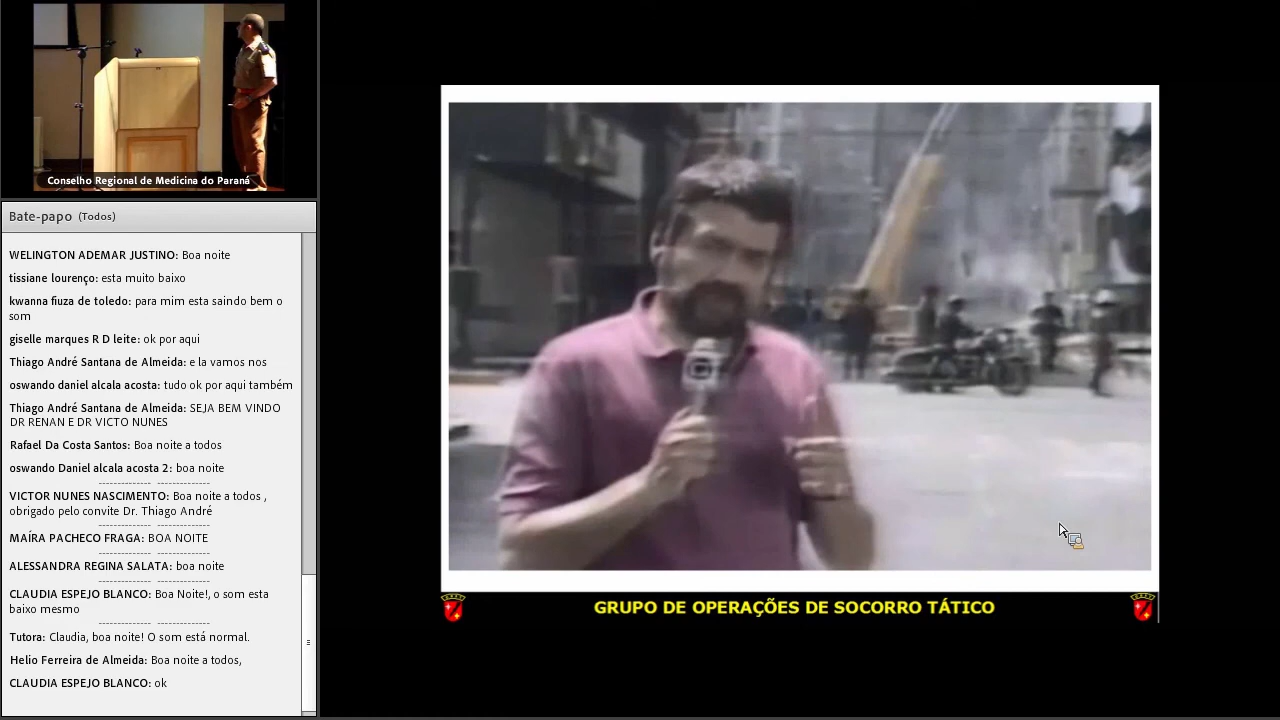 Conselho Regional de Medicina do Paraná
Bate-papo (Todos)
WELINGTON ADEMAR JUSTINO: Boa noite
tissiane lourenço: esta muito baixo
kwanna fiuza de toledo: para mim esta saindo bem o
som
giselle marques R D leite: ok por aqui
Thiago André Santana de Almeida: e la vamos nos
oswando daniel alcala acosta: tudo ok por aqui também
Thiago André Santana de Almeida: SEJA BEM VINDO
DR RENAN E DR VICTO NUNES
Rafael Da Costa Santos: Boa noite a todos
oswando Daniel alcala acosta 2: boa noite
VICTOR NUNES NASCIMENTO: Boa noite a todos ,
obrigado pelo convite Dr. Thiago André
MAÍRA PACHECO FRAGA: BOA NOITE
ALESSANDRA REGINA SALATA: boa noite
CLAUDIA ESPEJO BLANCO: Boa Noite!, o som esta
baixo mesmo
Tutora: Claudia, boa noite! O som está normal.
Helio Ferreira de Almeida: Boa noite a todos,
CLAUDIA ESPEJO BLANCO: ok
GRUPO DE OPERAÇÕES DE SOCORRO TÁTICO